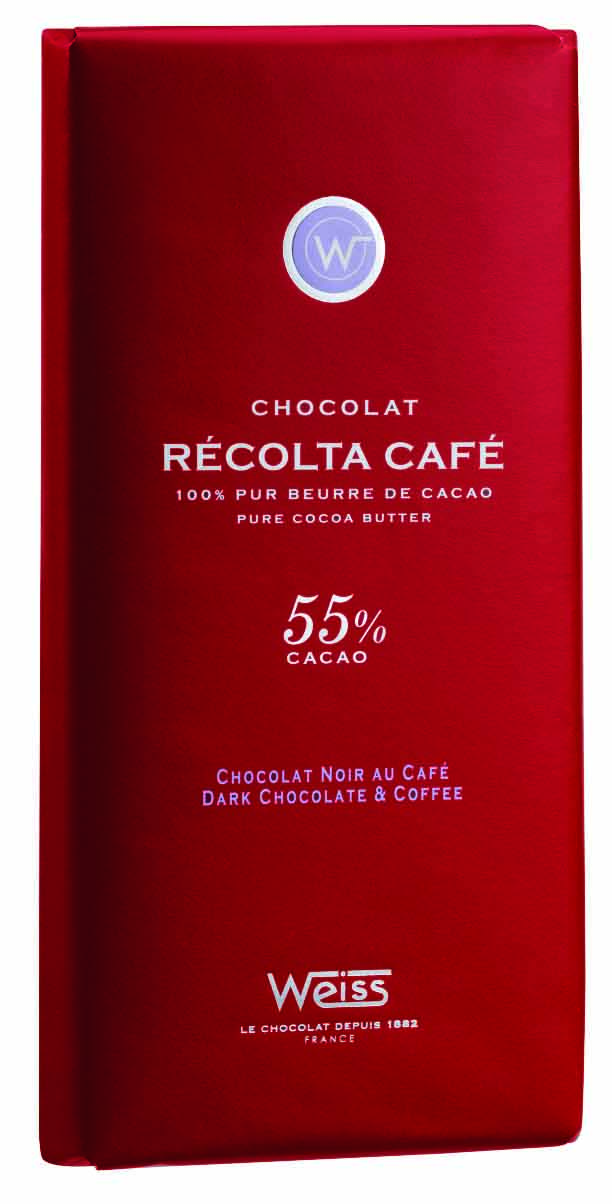 W
CHOCOLAT
RÉCOLTA CAFÉ
100% PUR BEURRE DE CACAO
PURE COCOA BUTTER
55%
CACAO
CHOCOLAT NOIR AU CAFÉ
DARK CHOCOLATE & COFFEE
Weiss
LE CHOCOLAT DEPUIS 1882
FRANCE